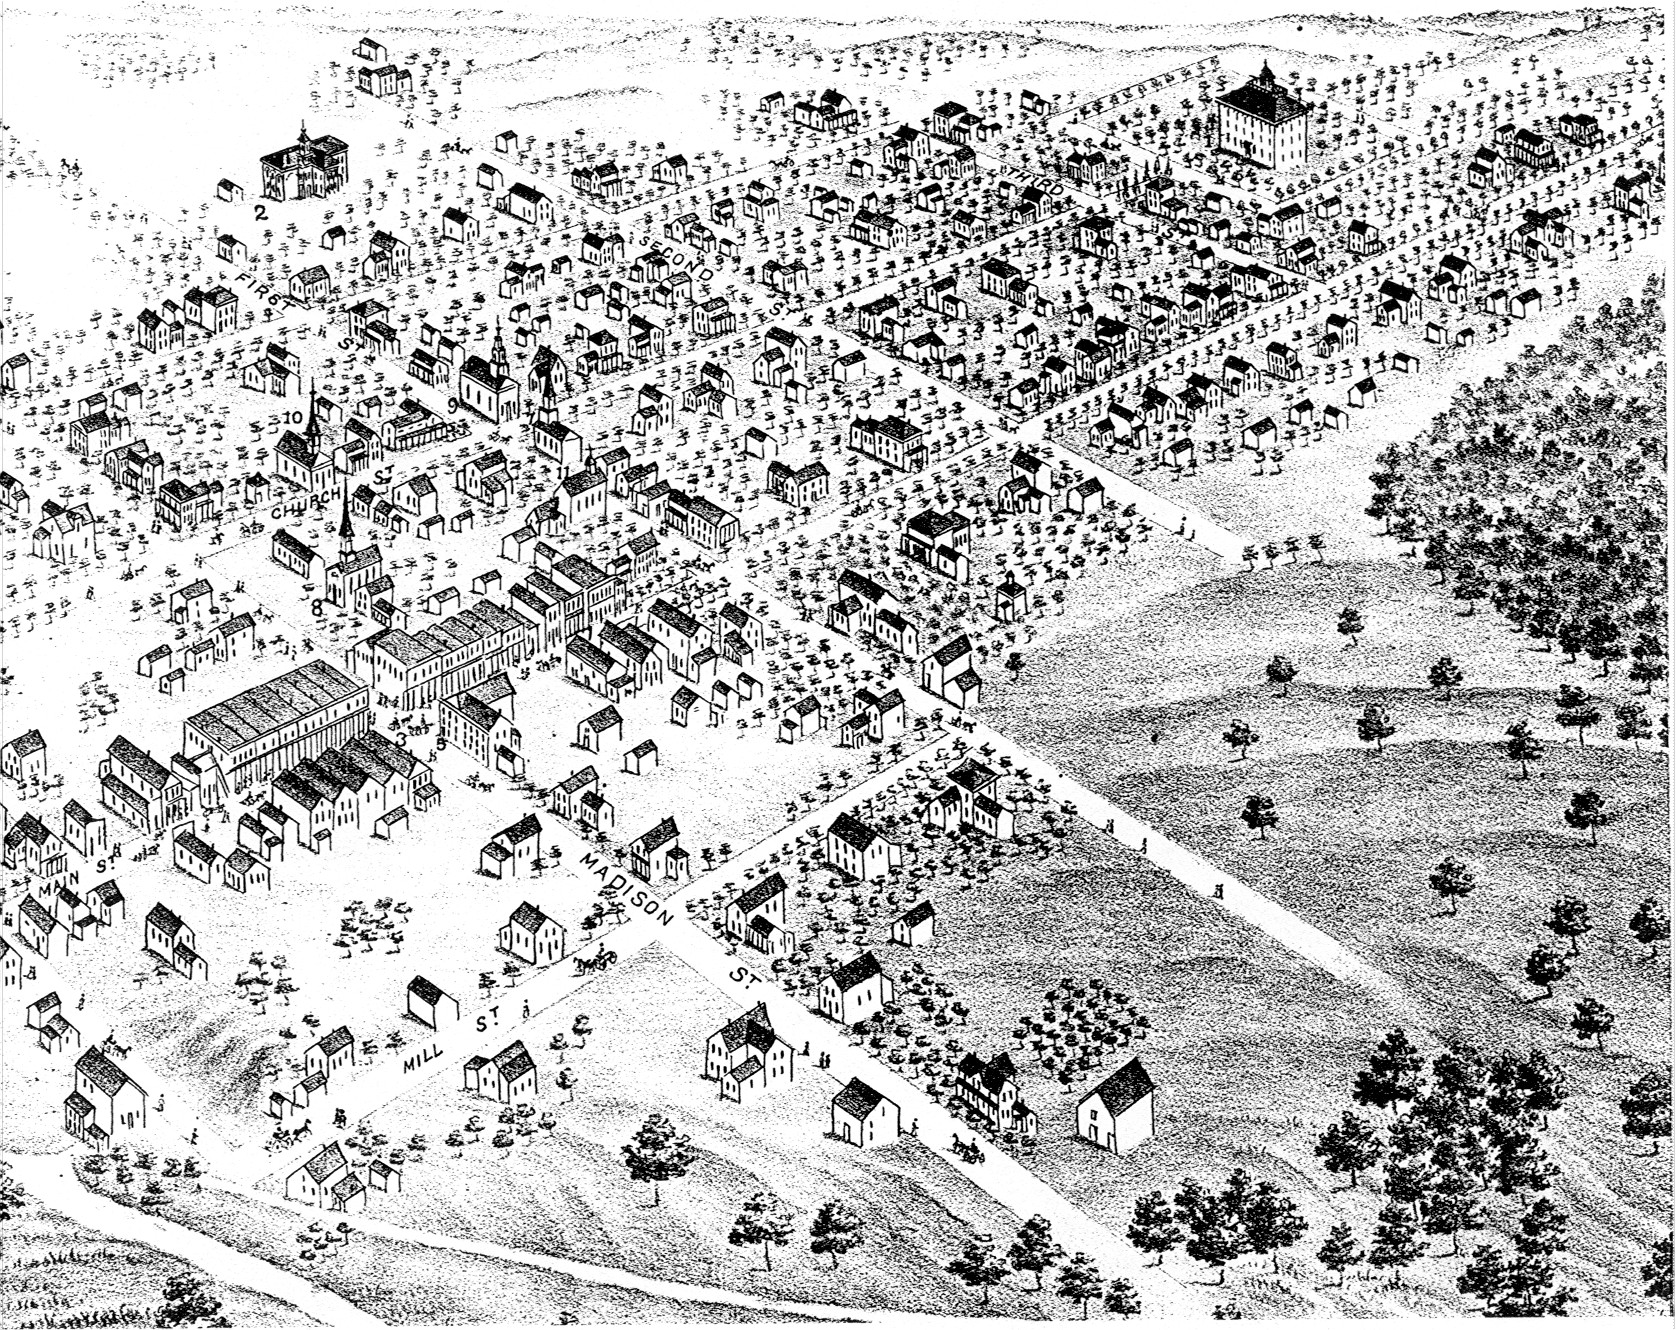 2
THIRD
ST
SECOND
ST
FIRST
ST
9
10
11
CHURCH ST
8
3
5
MAIN ST
MADISON
ST
MILL ST